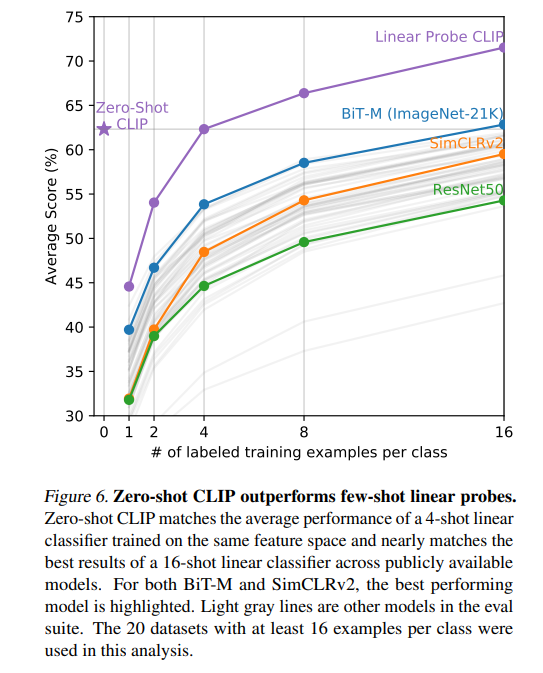 75
70
65
60
55
50
45
40
35
30
Average Score (%)
Linear Probe CLIP
Zero-Shot
CLIP
BiT-M (ImageNet-21K)
SimCLRv2
ResNet50
0 1 2 4 8 16
# of labeled training examples per class
Figure 6. Zero-shot CLIP outperforms few-shot linear probes.
Zero-shot CLIP matches the average performance of a 4-shot linear
classifier trained on the same feature space and nearly matches the
best results of a 16-shot linear classifier across publicly available
models. For both BiT-M and SimCLRv2, the best performing
model is highlighted. Light gray lines are other models in the eval
suite. The 20 datasets with at least 16 examples per class were
used in this analysis.